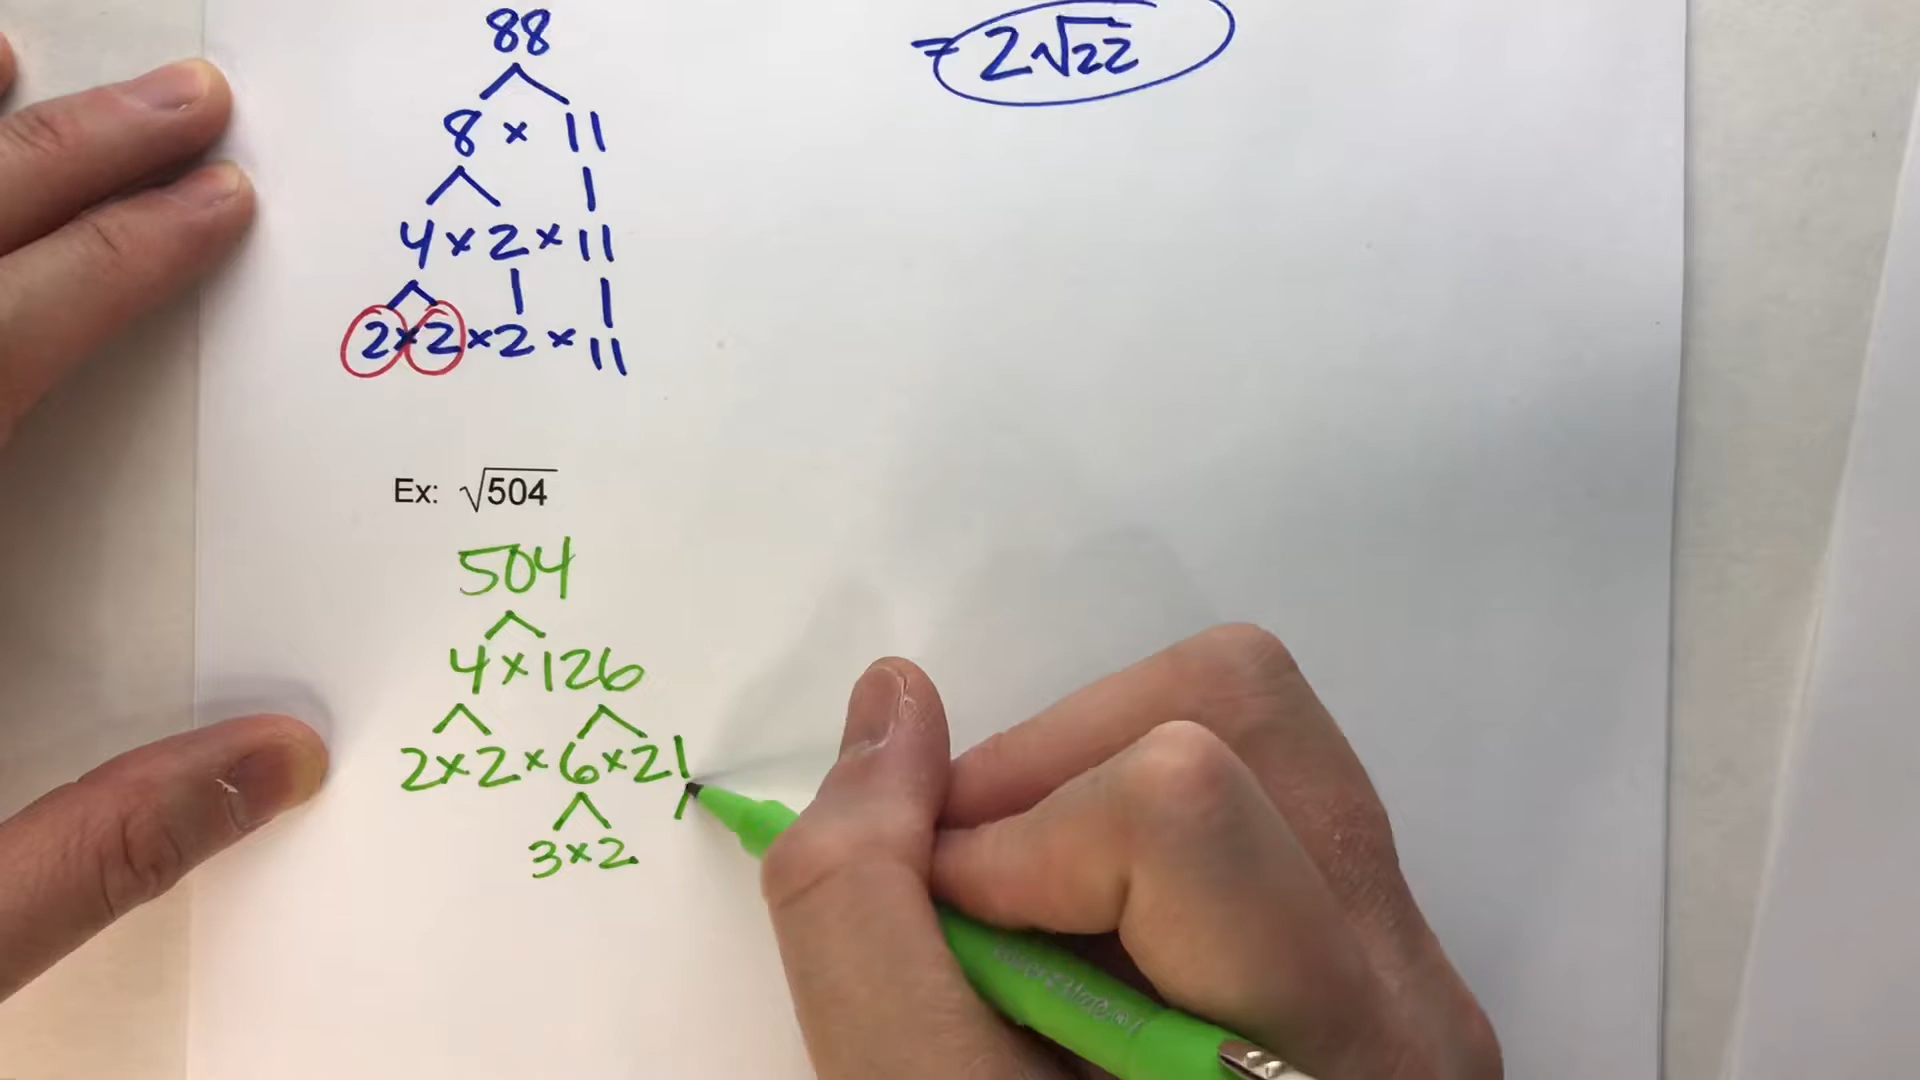 88
= 2√22
8 × 11
4 × 2 × 11
2 × 2 × 2 × 11
Ex: √504
504
4 × 126
2 × 2 × 6 × 21
3 × 2